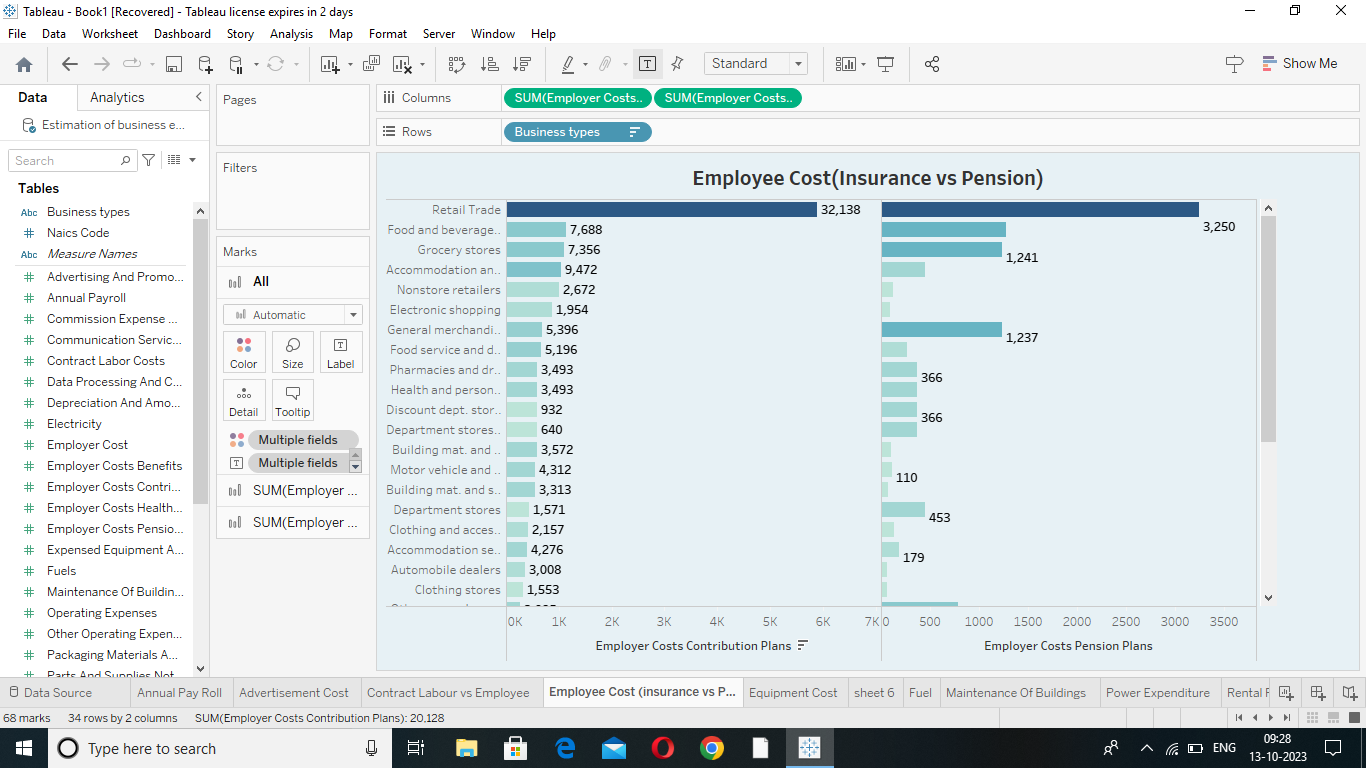 Tableau - Book1 [Recovered] - Tableau license expires in 2 days
File Data Worksheet Dashboard Story Analysis Map Format Server Window Help
Standard
Show Me
Data Analytics
Estimation of business e...
Search
Tables
Abc Business types
# Naics Code
Abc Measure Names
# Advertising And Promo...
# Annual Payroll
# Commission Expense ...
# Communication Servic...
# Contract Labor Costs
# Data Processing And C...
# Depreciation And Amo...
# Electricity
# Employer Cost
# Employer Costs Benefits
# Employer Costs Contri...
# Employer Costs Health...
# Employer Costs Pensio...
# Expensed Equipment A...
# Fuels
# Maintenance Of Buildin...
# Operating Expenses
# Other Operating Expen...
# Packaging Materials A...
# Parts And Supplies Not
Pages
Filters
Marks
All
Automatic
Color Size Label
Detail Tooltip
Multiple fields
Multiple fields
SUM(Employer ...
SUM(Employer ...
Columns SUM(Employer Costs.. SUM(Employer Costs..
Rows Business types
Employee Cost(Insurance vs Pension)
Retail Trade 32,138 3,250
Food and beverage.. 7,688
Grocery stores 7,356 1,241
Accommodation an.. 9,472
Nonstore retailers 2,672
Electronic shopping 1,954
General merchandi.. 5,396 1,237
Food service and d.. 5,196
Pharmacies and dr.. 3,493 366
Health and person.. 3,493
Discount dept. stor.. 932 366
Department stores.. 640
Building mat. and .. 3,572
Motor vehicle and .. 4,312 110
Building mat. and s.. 3,313
Department stores 1,571 453
Clothing and acces.. 2,157
Accommodation se.. 4,276 179
Automobile dealers 3,008
Clothing stores 1,553
0K 1K 2K 3K 4K 5K 6K 7K 0 500 1000 1500 2000 2500 3000 3500
Employer Costs Contribution Plans Employer Costs Pension Plans
Data Source Annual Pay Roll Advertisement Cost Contract Labour vs Employee Employee Cost (insurance vs P... Equipment Cost sheet 6 Fuel Maintenance Of Buildings Power Expenditure Rental F
68 marks 34 rows by 2 columns SUM(Employer Costs Contribution Plans): 20,128
Type here to search
ENG
09:28
13-10-2023